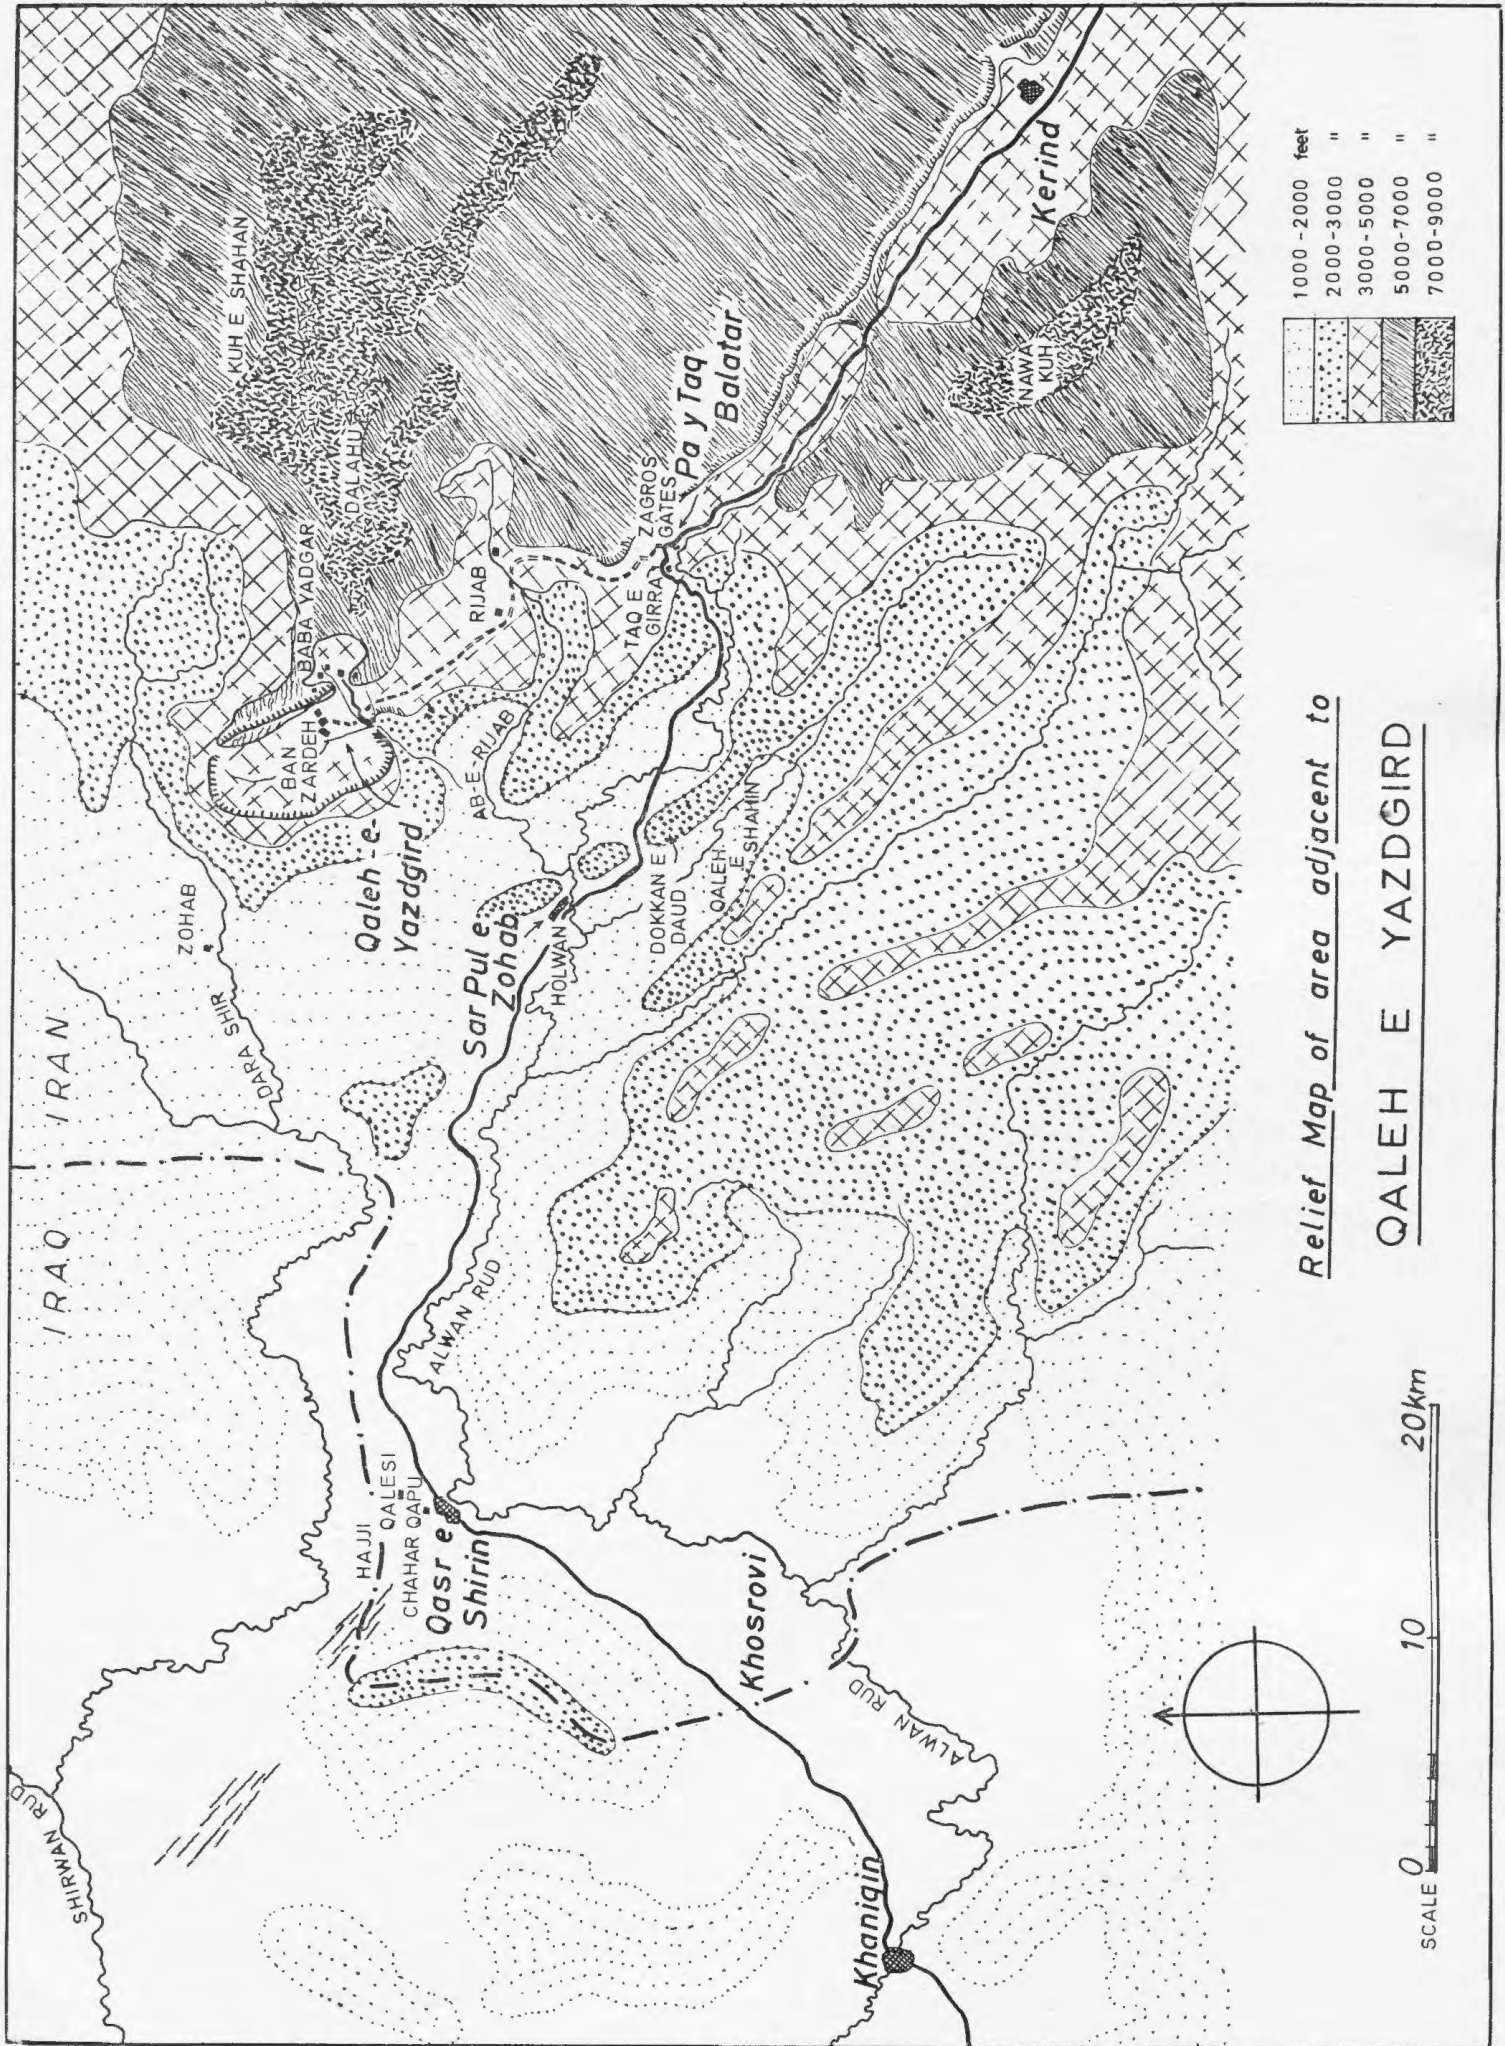 IRAQ
IRAN
SHIRWAN RUD
ZOHAB
DARA SHIR
KUH E SHAHAN
DALAHU
BABA YADGAR
BAN
ZARDEH
Qaleh-e-
Yazdgird
RIJAB
AB-E-RIJAB
Sar Pul e
Zohab
HOLWAN
TAQ E
GIRRA
ZAGROS
GATES
Pa y Taq
Balatar
Kerind
NAWA
KUH
DOKKAN E
DAUD
QALEH
E
SHAHIN
ALWAN RUD
HAJJI
QALESI
CHAHAR QAPU
Qasr e
Shirin
Khosrovi
ALWAN RUD
Khaniqin
SCALE 0 10 20km
Relief Map of area adjacent to
QALEH E YAZDGIRD
1000-2000 feet
2000-3000 "
3000-5000 "
5000-7000 "
7000-9000 "